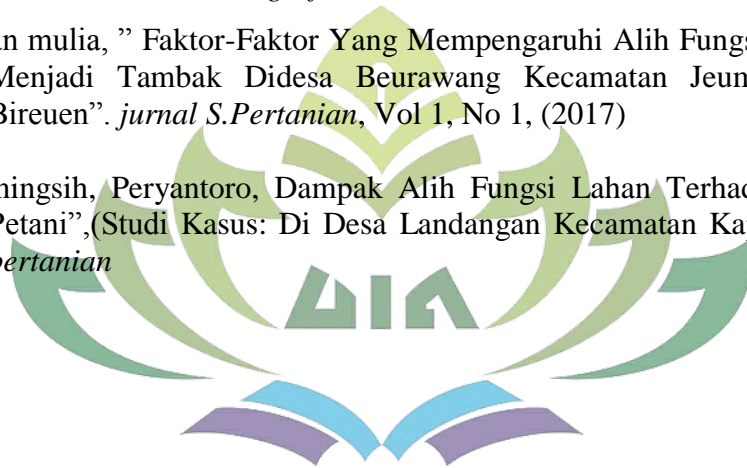 an mulia, ” Faktor-Faktor Yang Mempengaruhi Alih Fungs
Menjadi Tambak Didesa Beurawang Kecamatan Jeun
Bireuen”. jurnal S.Pertanian, Vol 1, No 1, (2017)
ningsih, Peryantoro, Dampak Alih Fungsi Lahan Terhad
Petani”,(Studi Kasus: Di Desa Landangan Kecamatan Ka
pertanian
UIN